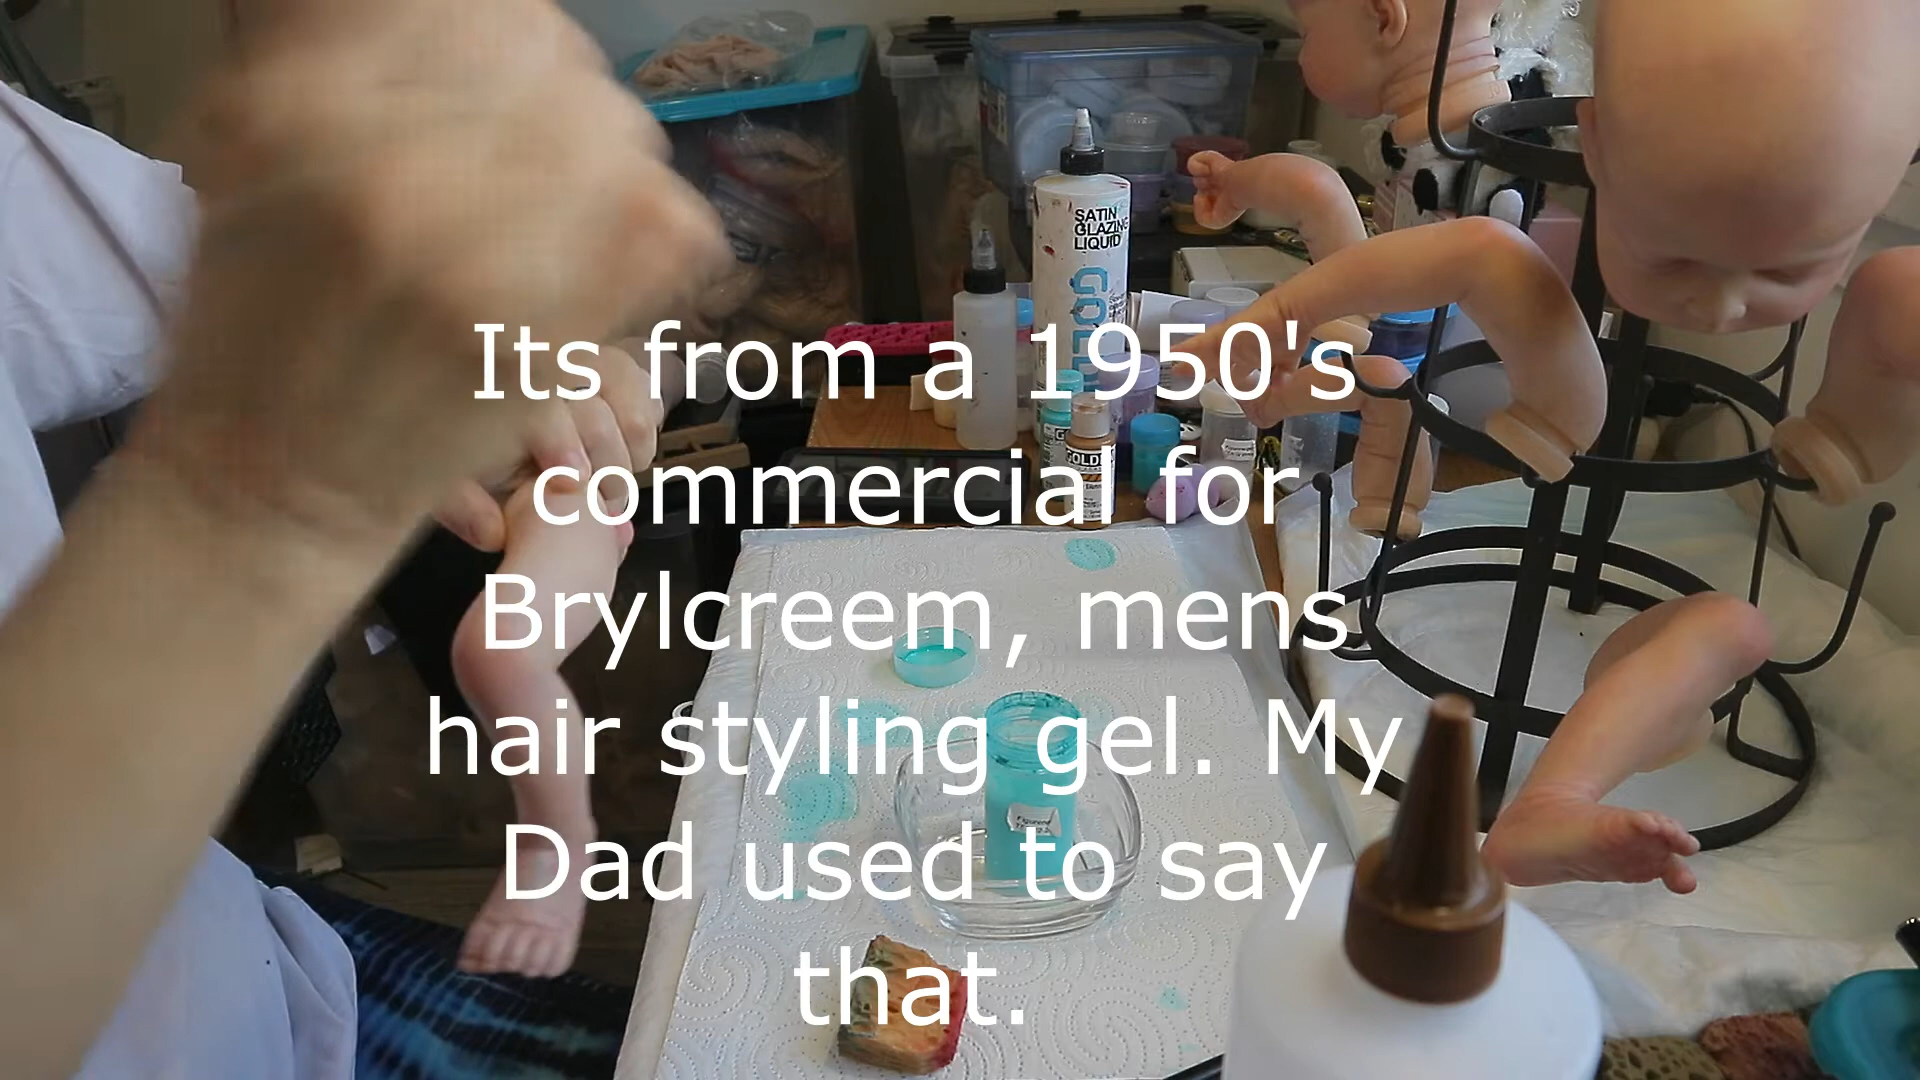 SATIN
GLAZING
LIQUID
GOLD
Its from a 1950's
commercial for
Brylcreem, mens
hair styling gel. My
Dad used to say
that.